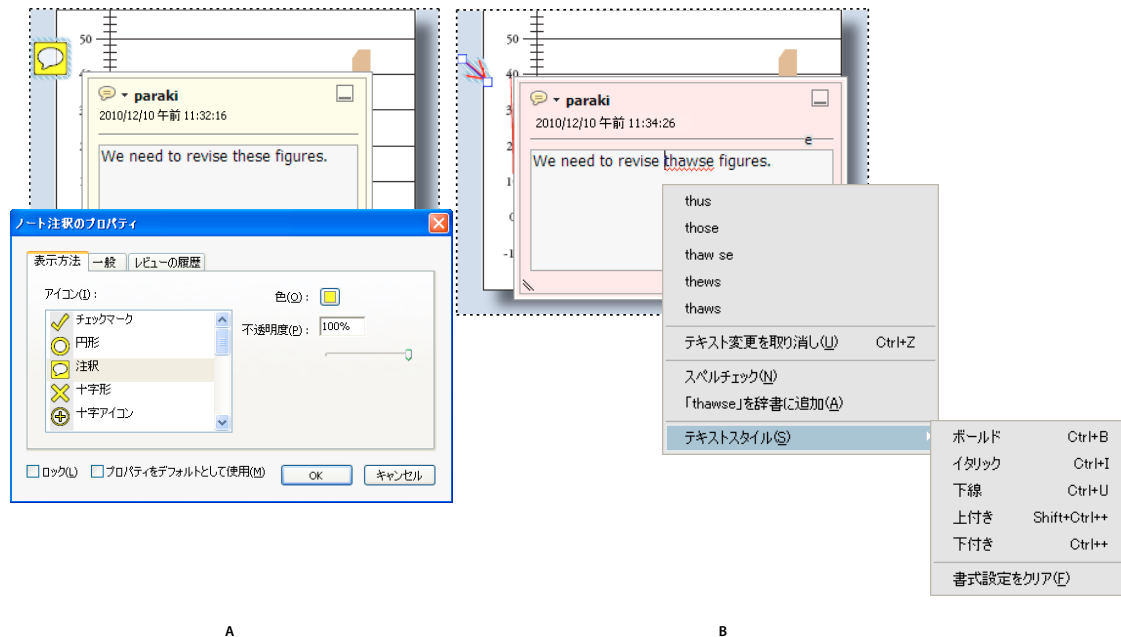 50
40
paraki
2010/12/10 午前 11:32:16
We need to revise these figures.
ノート注釈のプロパティ
表示方法 一般 レビューの履歴
アイコン(I):
チェックマーク
円形
注釈
十字形
十字アイコン
色(O):
不透明度(P): 100%
ロック(L) プロパティをデフォルトとして使用(M) OK キャンセル
A
50
40
paraki
2010/12/10 午前 11:34:26
e
We need to revise thawse figures.
0
-1
thus
those
thaw se
thews
thaws
テキスト変更を取り消し(U) Ctrl+Z
スペルチェック(N)
「thawse」を辞書に追加(A)
テキストスタイル(S)
ボールド Ctrl+B
イタリック Ctrl+I
下線 Ctrl+U
上付き Shift+Ctrl++
下付き Ctrl++
書式設定をクリア(F)
B